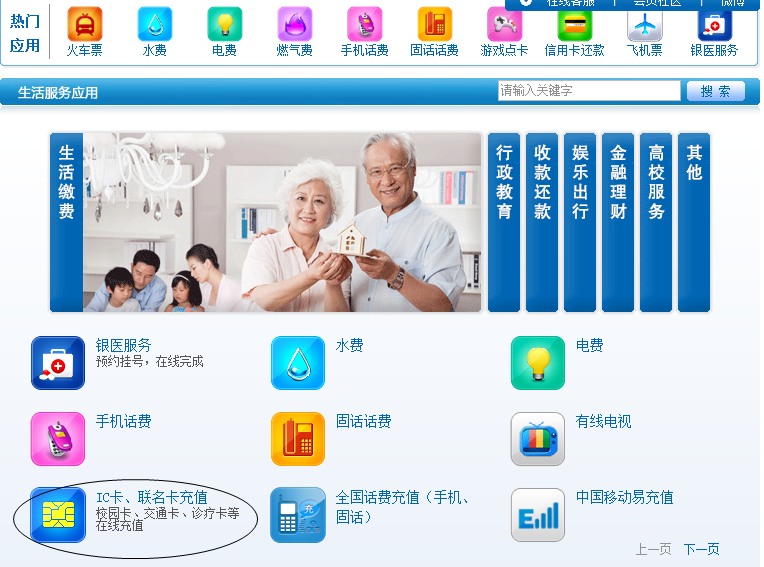 在线客服 | 会员社区 | 微博
热门
应用
火车票 水费 电费 燃气费 手机话费 固话话费 游戏点卡 信用卡还款 飞机票 银医服务
生活服务应用 请输入关键字 搜 索
生活缴费
行政教育
收款还款
娱乐出行
金融理财
高校服务
其他
银医服务
预约挂号，在线完成
水费
电费
手机话费
固话话费
有线电视
IC卡、联名卡充值
校园卡、交通卡、诊疗卡等
在线充值
充
全国话费充值（手机、
固话）
中国移动易充值
上一页 下一页